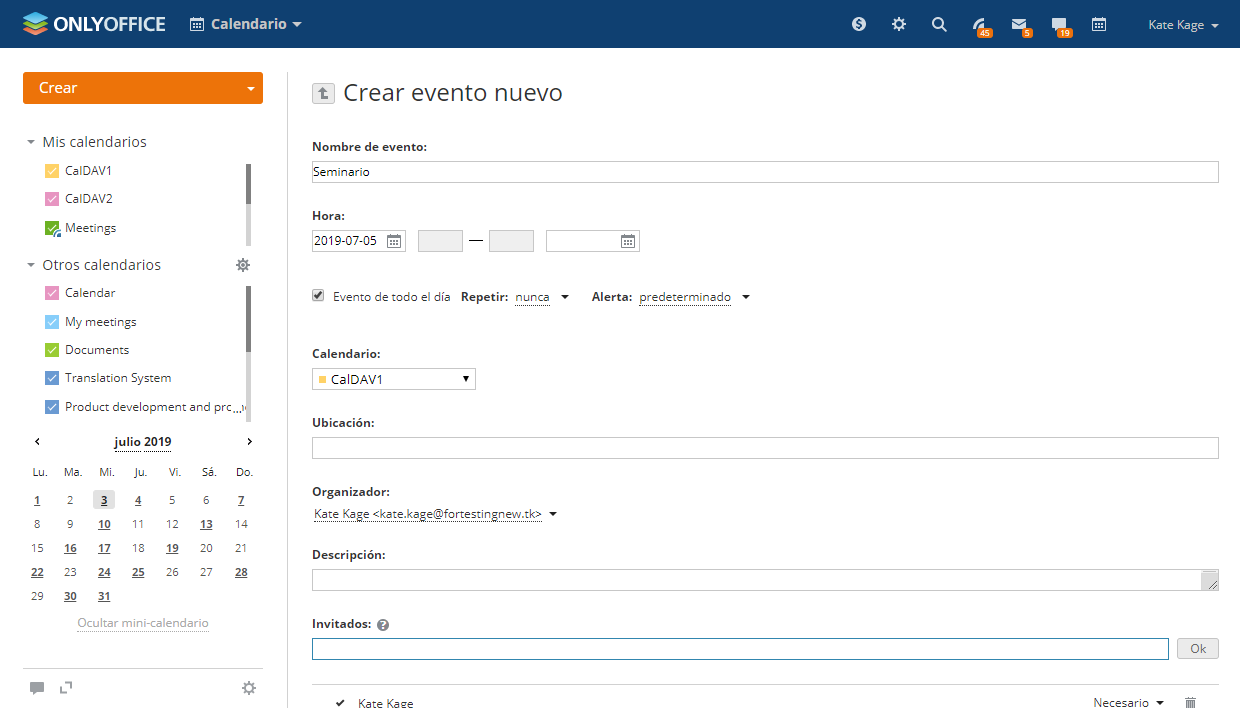 ONLYOFFICE Calendario 45 5 19 Kate Kage
Crear
Mis calendarios
CalDAV1
CalDAV2
Meetings
Otros calendarios
Calendar
My meetings
Documents
Translation System
Product development and pro...
julio 2019
Lu. Ma. Mi. Ju. Vi. Sá. Do.
1 2 3 4 5 6 7
8 9 10 11 12 13 14
15 16 17 18 19 20 21
22 23 24 25 26 27 28
29 30 31
Ocultar mini-calendario
Crear evento nuevo
Nombre de evento:
Seminario
Hora:
2019-07-05 —
Evento de todo el día Repetir: nunca Alerta: predeterminado
Calendario:
CalDAV1
Ubicación:
Organizador:
Kate Kage <kate.kage@fortestingnew.tk>
Descripción:
Invitados: ?
Ok
Kate Kage Necesario